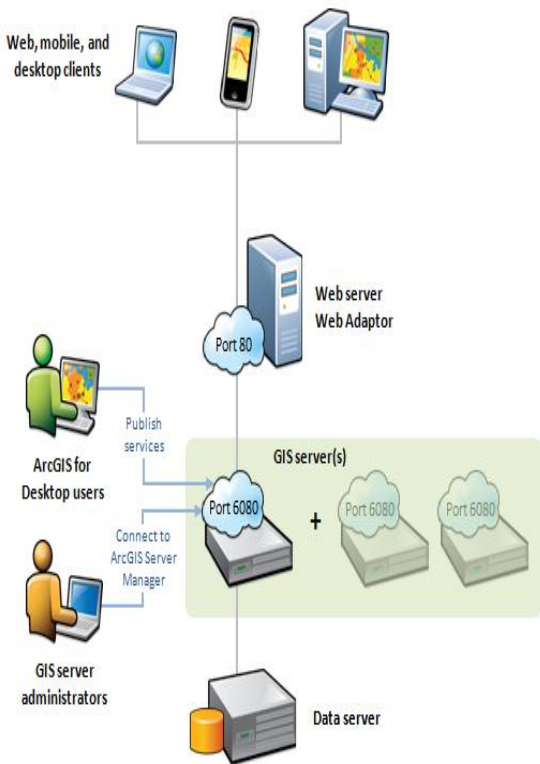 Web, mobile, and
desktop clients
Web server
Web Adaptor
Port 80
ArcGIS for
Desktop users
Publish
services
GIS server(s)
Port 6080
+
Port 6080
Port 6080
Connect to
ArcGIS Server
Manager
GIS server
administrators
Data server